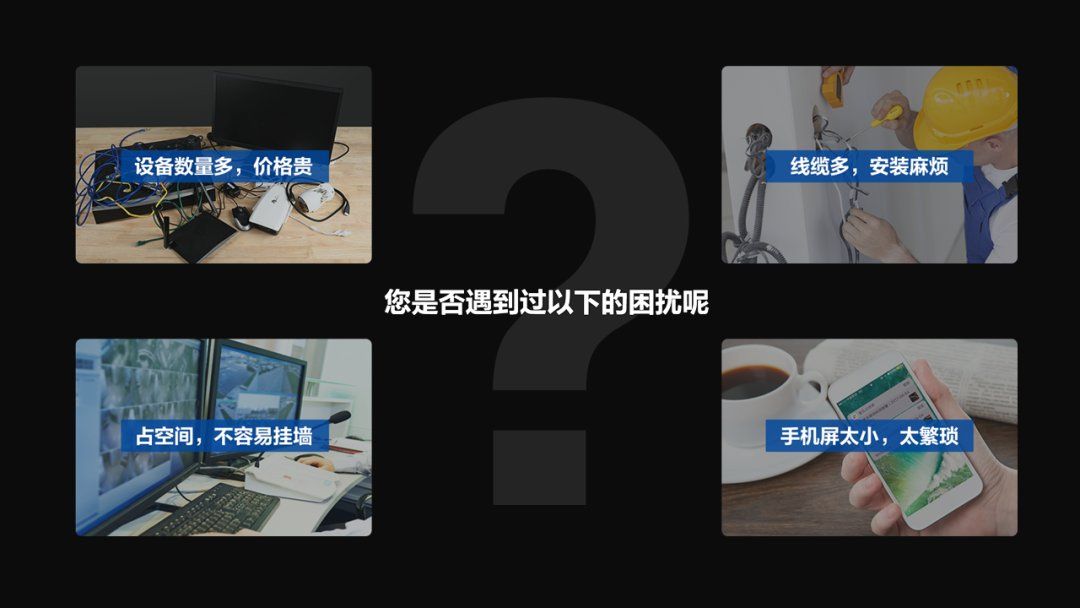 设备数量多，价格贵
线缆多，安装麻烦
您是否遇到过以下的困扰呢
占空间，不容易挂墙
手机屏太小，太繁琐